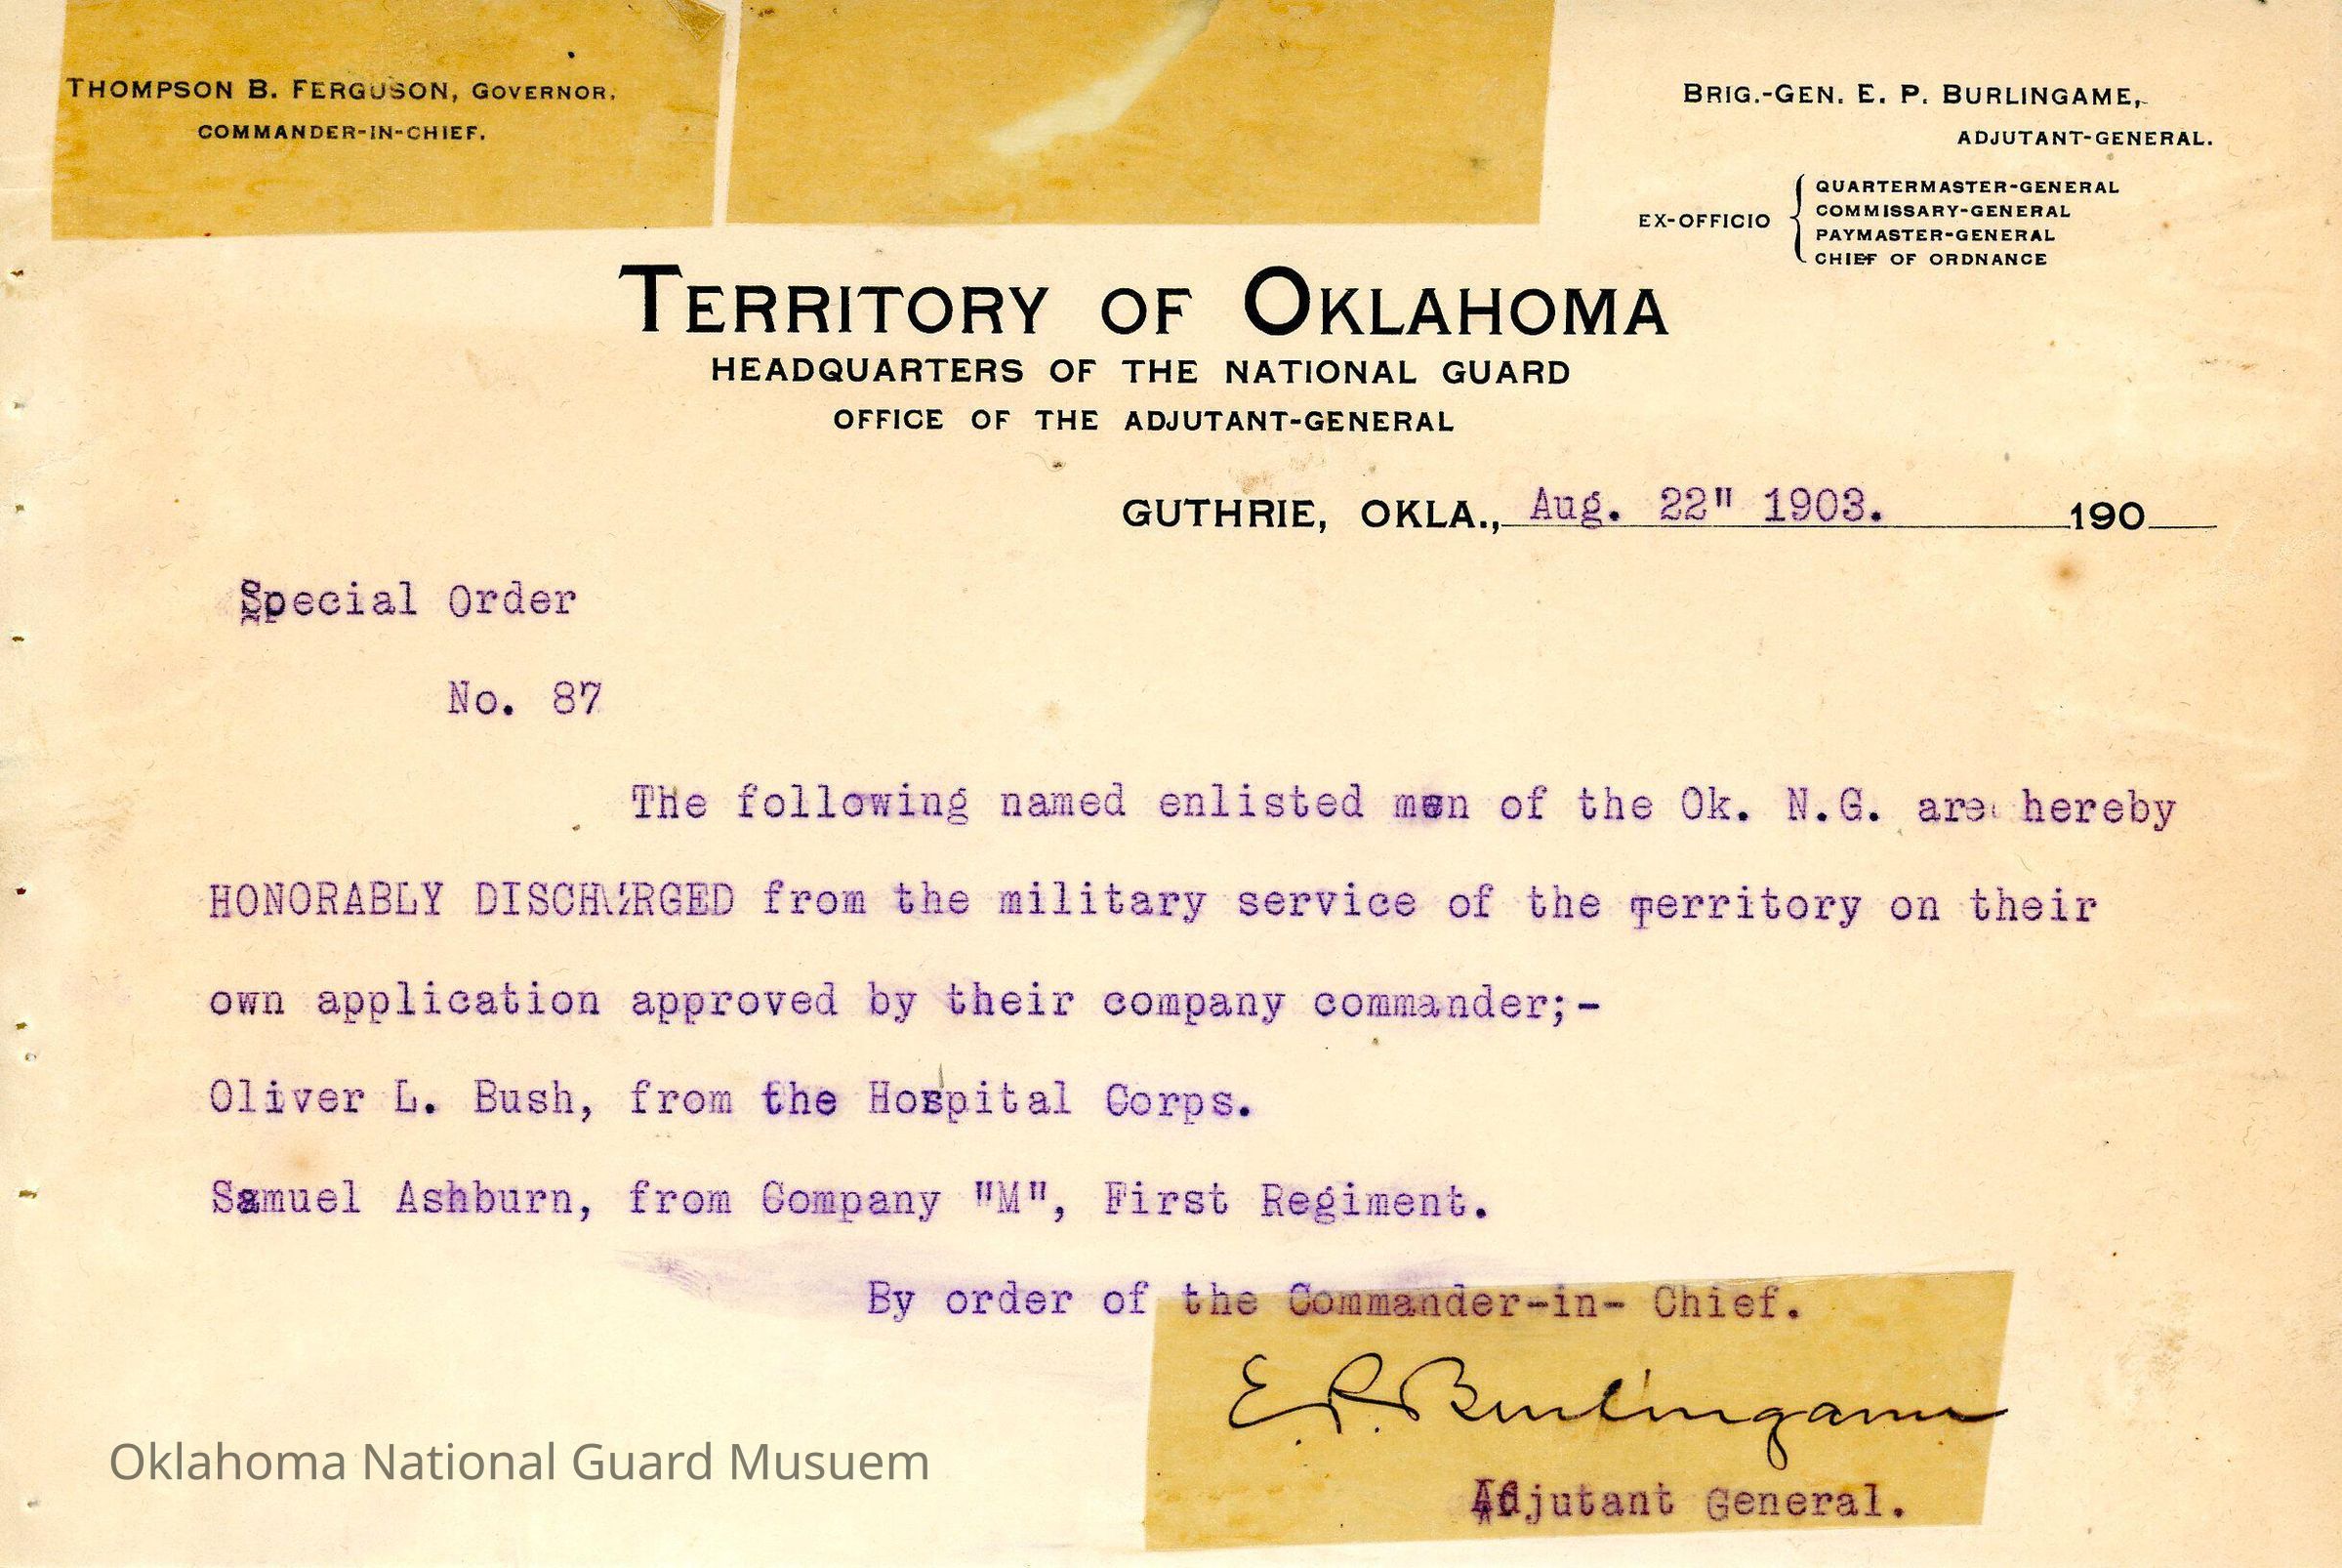 THOMPSON B. FERGUSON, GOVERNOR,
COMMANDER-IN-CHIEF.
BRIG.-GEN. E. P. BURLINGAME,
ADJUTANT-GENERAL.
EX-OFFICIO
QUARTERMASTER-GENERAL
COMMISSARY-GENERAL
PAYMASTER-GENERAL
CHIEF OF ORDNANCE
TERRITORY OF OKLAHOMA
HEADQUARTERS OF THE NATIONAL GUARD
OFFICE OF THE ADJUTANT-GENERAL
GUTHRIE, OKLA., Aug. 22" 1903. 190
Special Order
No. 87
The following named enlisted men of the Ok. N.G. are hereby
HONORABLY DISCHARGED from the military service of the Territory on their
own application approved by their company commander;-
Oliver L. Bush, from the Hospital Corps.
Samuel Ashburn, from Company "M", First Regiment.
By order of the Commander-in- Chief.
E. P. Burlingame
Adjutant General.
Oklahoma National Guard Musuem